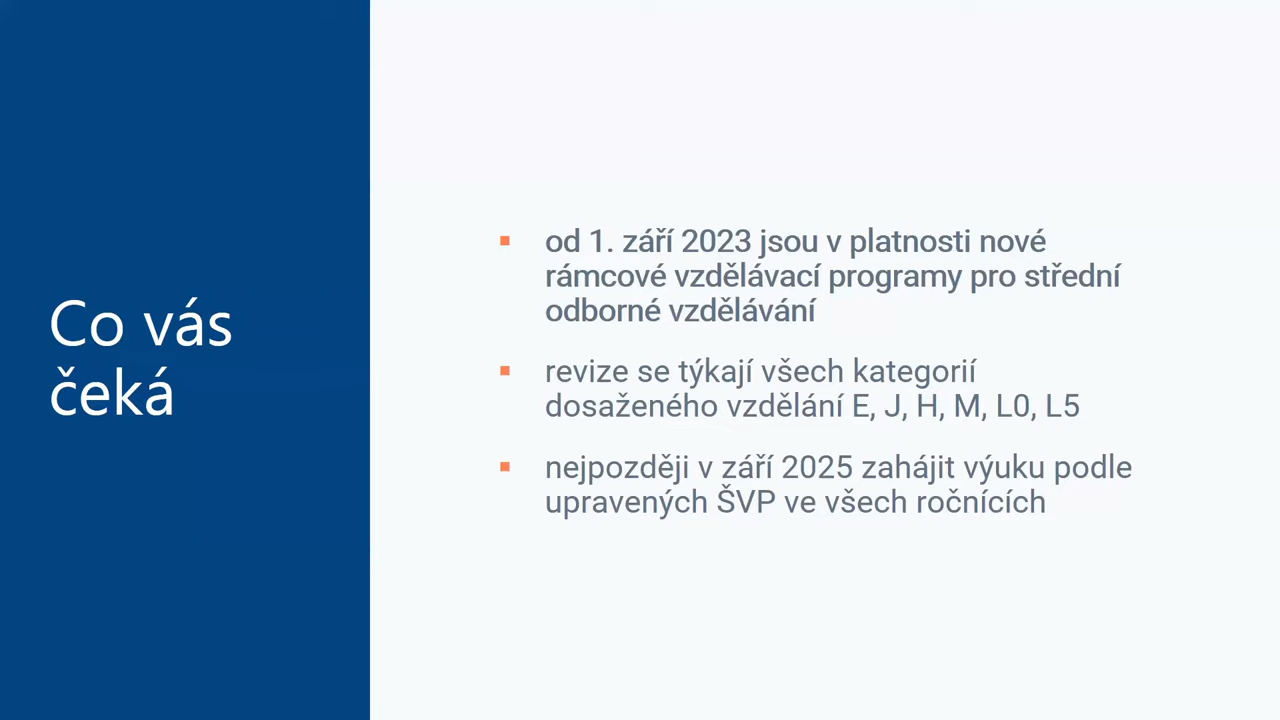 Co vás
čeká
od 1. září 2023 jsou v platnosti nové
rámcové vzdělávací programy pro střední
odborné vzdělávání
revize se týkají všech kategorií
dosaženého vzdělání E, J, H, M, L0, L5
nejpozději v září 2025 zahájit výuku podle
upravených ŠVP ve všech ročnících